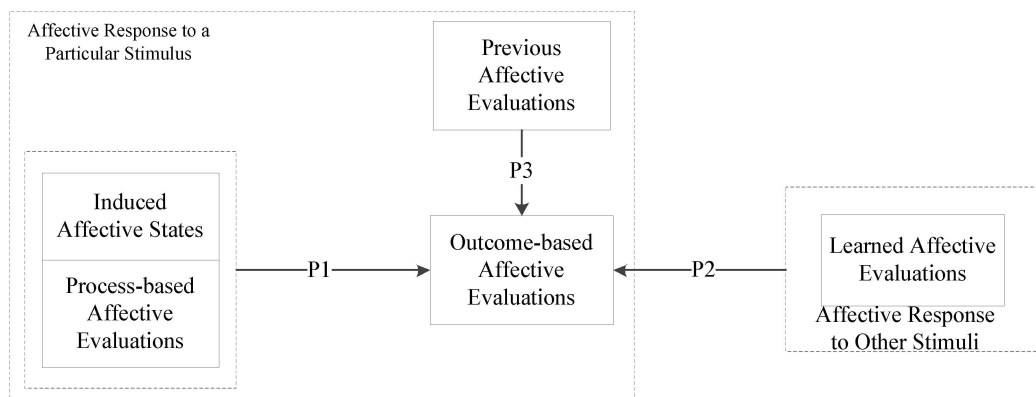 Affective Response to a
Particular Stimulus
Previous
Affective
Evaluations
P3
Induced
Affective States
Process-based
Affective
Evaluations
P1
Outcome-based
Affective
Evaluations
P2
Learned Affective
Evaluations
Affective Response
to Other Stimuli